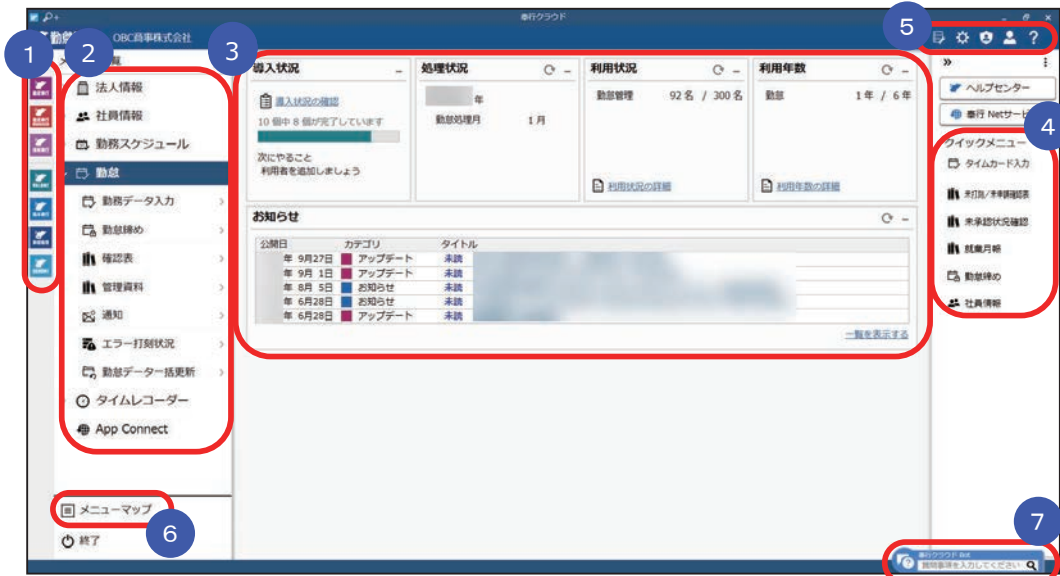 奉行クラウド
OBC商事株式会社
1
2
3
4
5
6
7
法人情報
社員情報
勤務スケジュール
勤怠
勤務データ入力
勤怠締め
確認表
管理資料
通知
エラー打刻状況
勤怠データ一括更新
タイムレコーダー
App Connect
メニューマップ
終了
導入状況
導入状況の確認
10 個中 8 個が完了しています
次にやること
利用者を追加しましょう
処理状況
年
勤怠処理月 1 月
利用状況
勤怠管理 92 名 / 300 名
利用状況の詳細
利用年数
勤怠 1 年 / 6 年
利用年数の詳細
お知らせ
公開日 カテゴリ タイトル
年 9月27日 アップデート 未読
年 9月 1日 アップデート 未読
年 8月 5日 お知らせ 未読
年 6月28日 お知らせ 未読
年 6月28日 アップデート 未読
一覧を表示する
ヘルプセンター
奉行 Netサービ
クイックメニュー
タイムカード入力
未打刻/未申請確認表
未承認状況確認
就業月報
勤怠締め
社員情報
奉行クラウド Bot
質問事項を入力してください